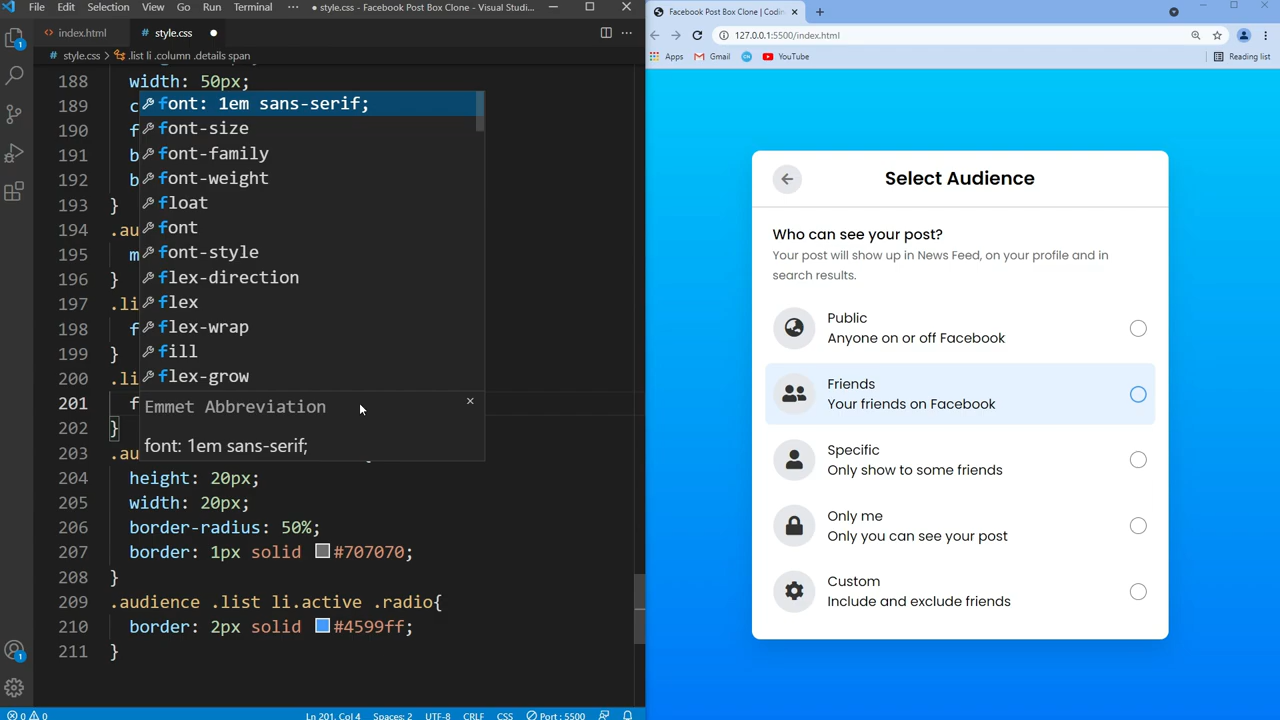 File Edit Selection View Go Run Terminal ··· ● style.css - Facebook Post Box Clone - Visual Studi...
index.html
style.css ●
style.css > .list li .column .details span
188 width: 50px;
189 c
190 f
191 b
192 b
193 }
194 .au
195 m
196 }
197 .li
198 f
199 }
200 .li
201 f
202 }
203 .au {
204 height: 20px;
205 width: 20px;
206 border-radius: 50%;
207 border: 1px solid #707070;
208 }
209 .audience .list li.active .radio{
210 border: 2px solid #4599ff;
211 }
font: 1em sans-serif;
font-size
font-family
font-weight
float
font
font-style
flex-direction
flex
flex-wrap
fill
flex-grow
Emmet Abbreviation
font: 1em sans-serif;
1
1
0 0 Ln 201, Col 4 Spaces: 2 UTF-8 CRLF CSS Port : 5500
Facebook Post Box Clone | Codin
127.0.0.1:5500/index.html
Apps Gmail YouTube Reading list
Select Audience
Who can see your post?
Your post will show up in News Feed, on your profile and in
search results.
Public
Anyone on or off Facebook
Friends
Your friends on Facebook
Specific
Only show to some friends
Only me
Only you can see your post
Custom
Include and exclude friends